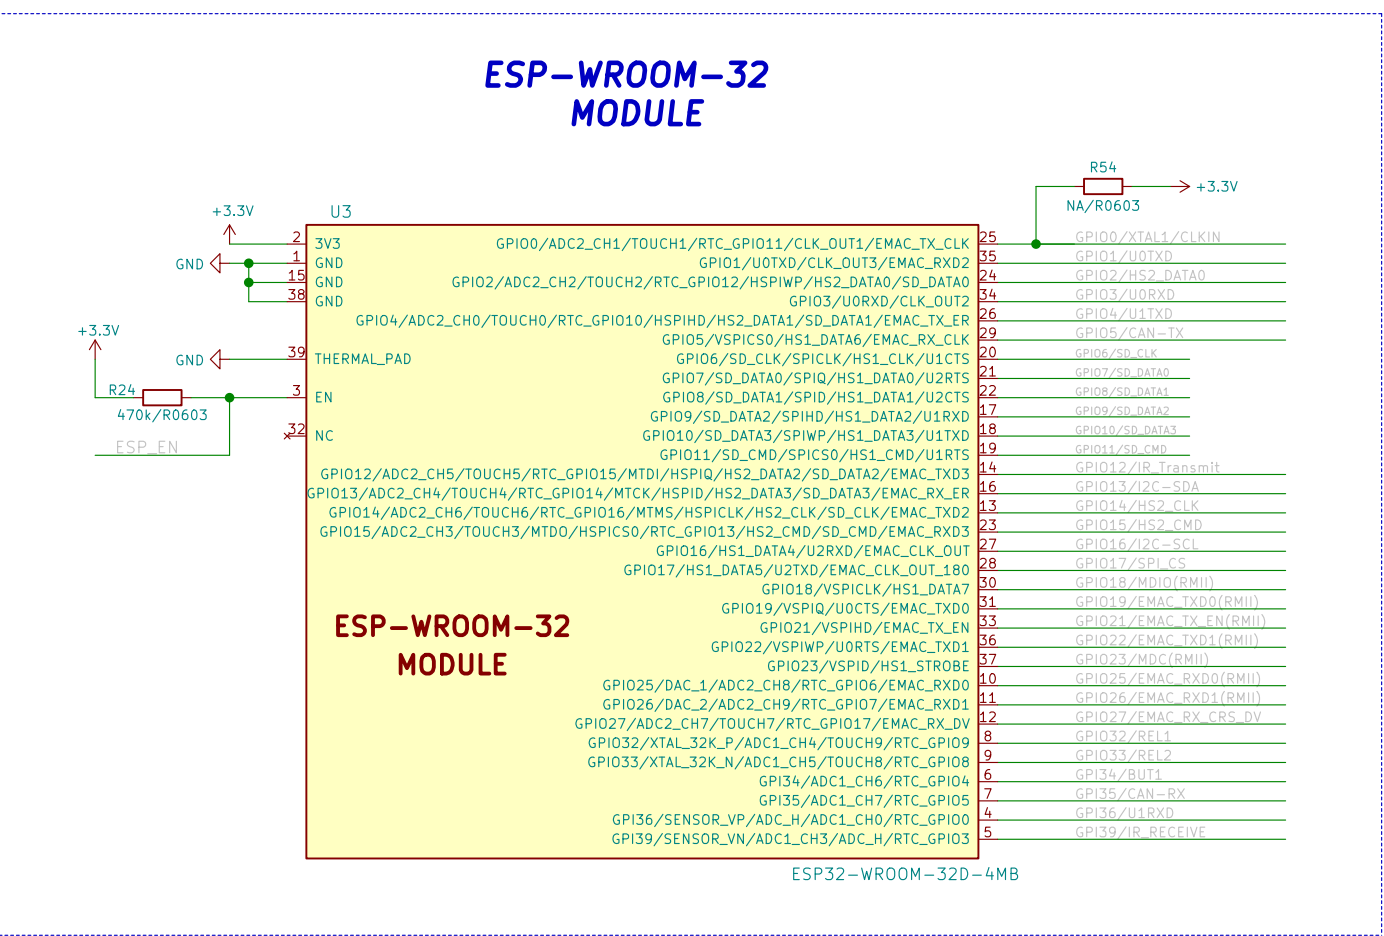 ESP-WROOM-32
MODULE
R54
+3.3V
NA/R0603
+3.3V
U3
2 3V3
GND 1 GND
15 GND
38 GND
+3.3V
GND 39 THERMAL_PAD
R24
3 EN
470k/R0603
32 NC
ESP_EN
GPIO0/ADC2_CH1/TOUCH1/RTC_GPIO11/CLK_OUT1/EMAC_TX_CLK 25 GPIO0/XTAL1/CLKIN
GPIO1/U0TXD/CLK_OUT3/EMAC_RXD2 35 GPIO1/U0TXD
GPIO2/ADC2_CH2/TOUCH2/RTC_GPIO12/HSPIWP/HS2_DATA0/SD_DATA0 24 GPIO2/HS2_DATA0
GPIO3/U0RXD/CLK_OUT2 34 GPIO3/U0RXD
GPIO4/ADC2_CH0/TOUCH0/RTC_GPIO10/HSPIHD/HS2_DATA1/SD_DATA1/EMAC_TX_ER 26 GPIO4/U1TXD
GPIO5/VSPICS0/HS1_DATA6/EMAC_RX_CLK 29 GPIO5/CAN-TX
GPIO6/SD_CLK/SPICLK/HS1_CLK/U1CTS 20 GPIO6/SD_CLK
GPIO7/SD_DATA0/SPIQ/HS1_DATA0/U2RTS 21 GPIO7/SD_DATA0
GPIO8/SD_DATA1/SPID/HS1_DATA1/U2CTS 22 GPIO8/SD_DATA1
GPIO9/SD_DATA2/SPIHD/HS1_DATA2/U1RXD 17 GPIO9/SD_DATA2
GPIO10/SD_DATA3/SPIWP/HS1_DATA3/U1TXD 18 GPIO10/SD_DATA3
GPIO11/SD_CMD/SPICS0/HS1_CMD/U1RTS 19 GPIO11/SD_CMD
GPIO12/ADC2_CH5/TOUCH5/RTC_GPIO15/MTDI/HSPIQ/HS2_DATA2/SD_DATA2/EMAC_TXD3 14 GPIO12/IR_Transmit
GPIO13/ADC2_CH4/TOUCH4/RTC_GPIO14/MTCK/HSPID/HS2_DATA3/SD_DATA3/EMAC_RX_ER 16 GPIO13/I2C-SDA
GPIO14/ADC2_CH6/TOUCH6/RTC_GPIO16/MTMS/HSPICLK/HS2_CLK/SD_CLK/EMAC_TXD2 13 GPIO14/HS2_CLK
GPIO15/ADC2_CH3/TOUCH3/MTDO/HSPICS0/RTC_GPIO13/HS2_CMD/SD_CMD/EMAC_RXD3 23 GPIO15/HS2_CMD
GPIO16/HS1_DATA4/U2RXD/EMAC_CLK_OUT 27 GPIO16/I2C-SCL
GPIO17/HS1_DATA5/U2TXD/EMAC_CLK_OUT_180 28 GPIO17/SPI_CS
GPIO18/VSPICLK/HS1_DATA7 30 GPIO18/MDIO(RMII)
GPIO19/VSPIQ/U0CTS/EMAC_TXD0 31 GPIO19/EMAC_TXD0(RMII)
GPIO21/VSPIHD/EMAC_TX_EN 33 GPIO21/EMAC_TX_EN(RMII)
GPIO22/VSPIWP/U0RTS/EMAC_TXD1 36 GPIO22/EMAC_TXD1(RMII)
GPIO23/VSPID/HS1_STROBE 37 GPIO23/MDC(RMII)
GPIO25/DAC_1/ADC2_CH8/RTC_GPIO6/EMAC_RXD0 10 GPIO25/EMAC_RXD0(RMII)
GPIO26/DAC_2/ADC2_CH9/RTC_GPIO7/EMAC_RXD1 11 GPIO26/EMAC_RXD1(RMII)
GPIO27/ADC2_CH7/TOUCH7/RTC_GPIO17/EMAC_RX_DV 12 GPIO27/EMAC_RX_CRS_DV
GPIO32/XTAL_32K_P/ADC1_CH4/TOUCH9/RTC_GPIO9 8 GPIO32/REL1
GPIO33/XTAL_32K_N/ADC1_CH5/TOUCH8/RTC_GPIO8 9 GPIO33/REL2
GPI34/ADC1_CH6/RTC_GPIO4 6 GPI34/BUT1
GPI35/ADC1_CH7/RTC_GPIO5 7 GPI35/CAN-RX
GPI36/SENSOR_VP/ADC_H/ADC1_CH0/RTC_GPIO0 4 GPI36/U1RXD
GPI39/SENSOR_VN/ADC1_CH3/ADC_H/RTC_GPIO3 5 GPI39/IR_RECEIVE
ESP-WROOM-32
MODULE
ESP32-WROOM-32D-4MB